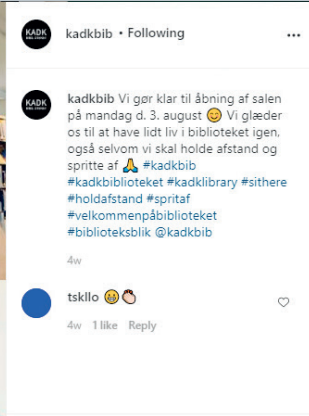 KADK
kadkbib • Following
•••
KADK
kadkbib Vi gør klar til åbning af salen
på mandag d. 3. august 😊 Vi glæder
os til at have lidt liv i biblioteket igen,
også selvom vi skal holde afstand og
spritte af 🙏 #kadkbib
#kadkbiblioteket #kadklibrary #sithere
#holdafstand #spritaf
#velkommenpåbiblioteket
#biblioteksblik @kadkbib
4w
tskllo 😁👏
4w 1 like Reply